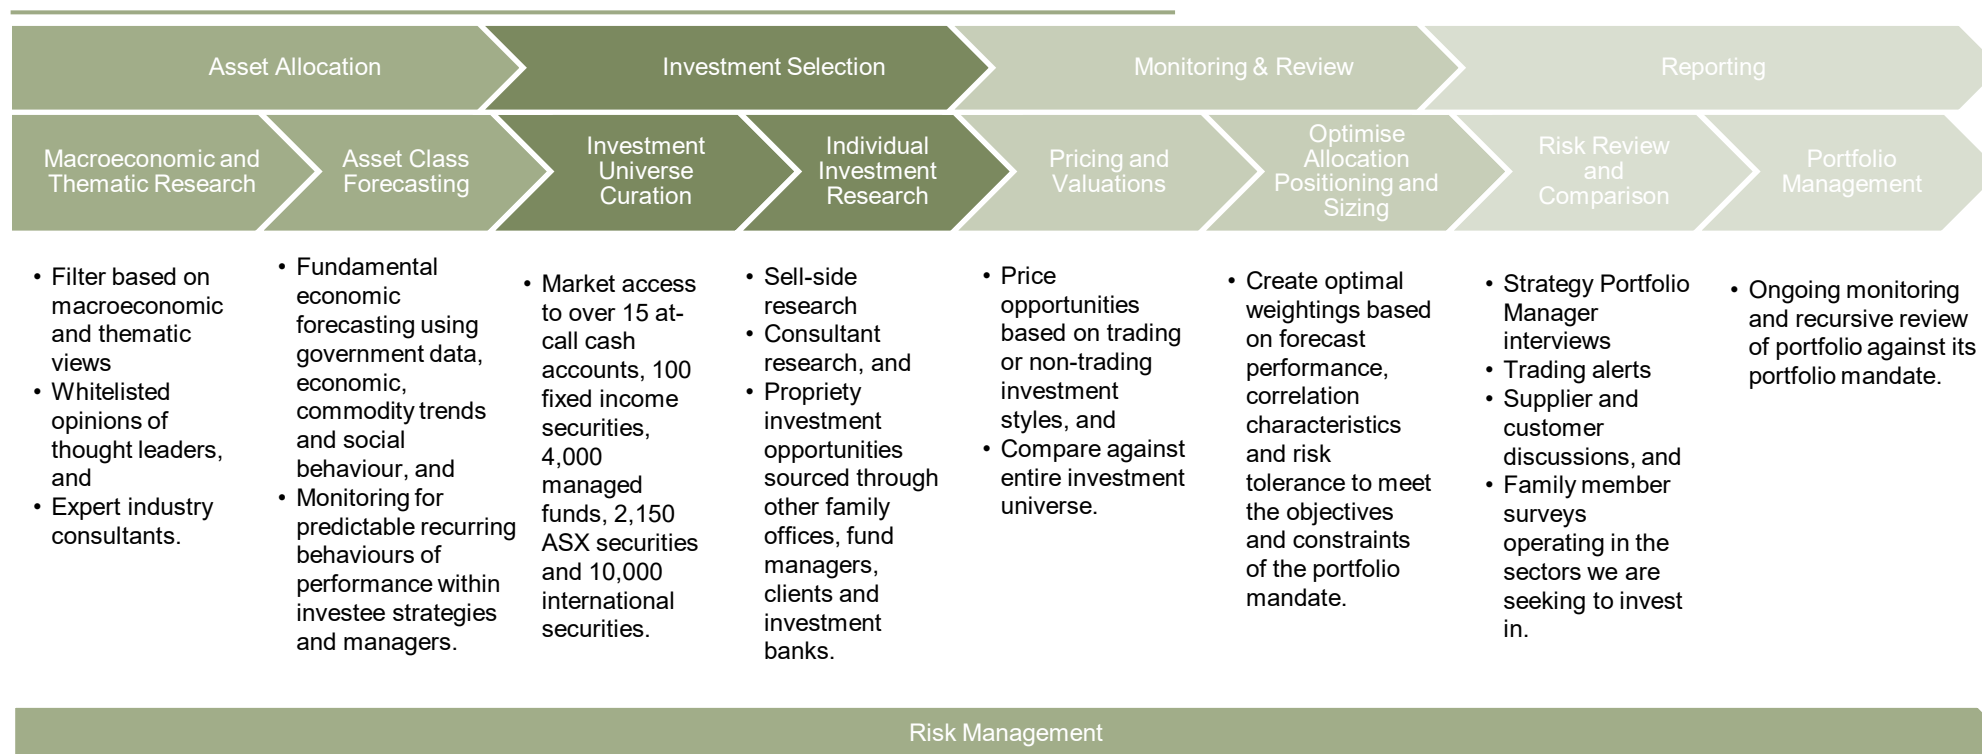 Asset Allocation
Investment Selection
Monitoring & Review
Reporting
Macroeconomic and
Thematic Research
Asset Class
Forecasting
Investment
Universe
Curation
Individual
Investment
Research
Pricing and
Valuations
Optimise
Allocation
Positioning and
Sizing
Risk Review
and
Comparison
Portfolio
Management
• Filter based on
macroeconomic
and thematic
views
• Whitelisted
opinions of
thought leaders,
and
• Expert industry
consultants.
• Fundamental
economic
forecasting using
government data,
economic,
commodity trends
and social
behaviour, and
• Monitoring for
predictable recurring
behaviours of
performance within
investee strategies
and managers.
• Market access
to over 15 at-
call cash
accounts, 100
fixed income
securities,
4,000
managed
funds, 2,150
ASX securities
and 10,000
international
securities.
• Sell-side
research
• Consultant
research, and
• Propriety
investment
opportunities
sourced through
other family
offices, fund
managers,
clients and
investment
banks.
• Price
opportunities
based on trading
or non-trading
investment
styles, and
• Compare against
entire investment
universe.
• Create optimal
weightings based
on forecast
performance,
correlation
characteristics
and risk
tolerance to meet
the objectives
and constraints
of the portfolio
mandate.
• Strategy Portfolio
Manager
interviews
• Trading alerts
• Supplier and
customer
discussions, and
• Family member
surveys
operating in the
sectors we are
seeking to invest
in.
• Ongoing monitoring
and recursive review
of portfolio against its
portfolio mandate.
Risk Management